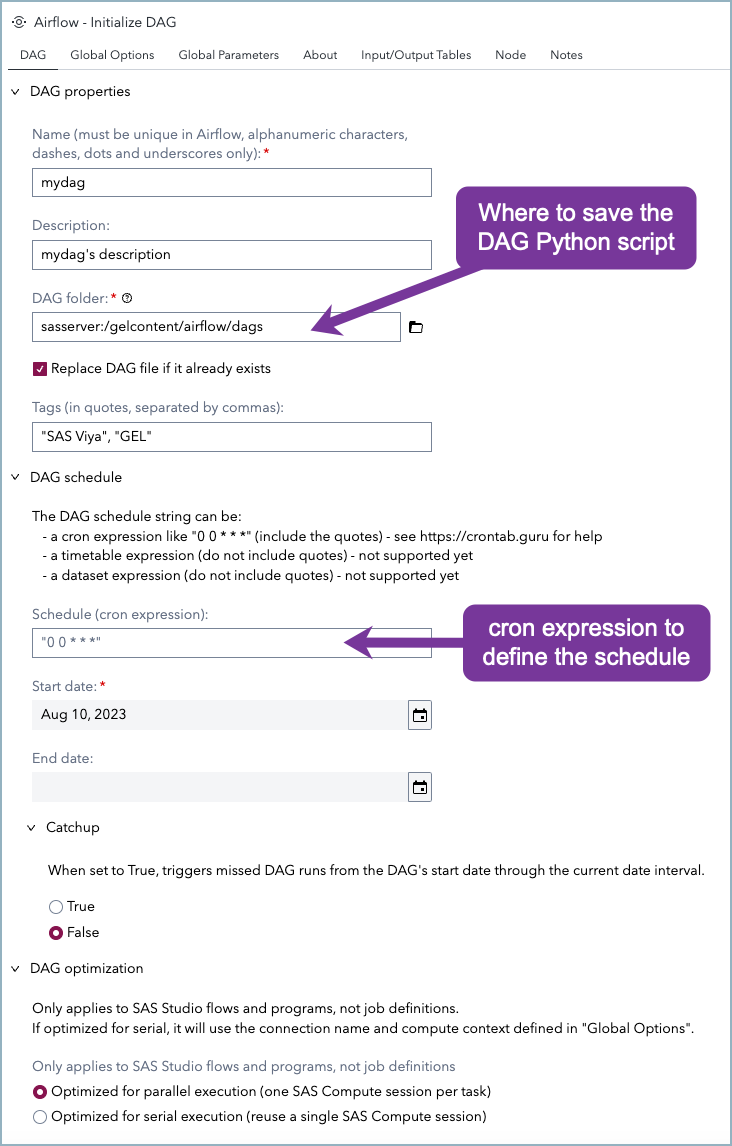 Airflow - Initialize DAG
DAG Global Options Global Parameters About Input/Output Tables Node Notes
DAG properties
Name (must be unique in Airflow, alphanumeric characters,
dashes, dots and underscores only):*
mydag
Description:
mydag's description
Where to save the
DAG Python script
DAG folder:*
sasserver:/gelcontent/airflow/dags
Replace DAG file if it already exists
Tags (in quotes, separated by commas):
"SAS Viya", "GEL"
DAG schedule
The DAG schedule string can be:
- a cron expression like "0 0 * * *" (include the quotes) - see https://crontab.guru for help
- a timetable expression (do not include quotes) - not supported yet
- a dataset expression (do not include quotes) - not supported yet
Schedule (cron expression):
"0 0 * * *"
cron expression to
define the schedule
Start date:*
Aug 10, 2023
End date:
Catchup
When set to True, triggers missed DAG runs from the DAG's start date through the current date interval.
True
False
DAG optimization
Only applies to SAS Studio flows and programs, not job definitions.
If optimized for serial, it will use the connection name and compute context defined in "Global Options".
Only applies to SAS Studio flows and programs, not job definitions
Optimized for parallel execution (one SAS Compute session per task)
Optimized for serial execution (reuse a single SAS Compute session)